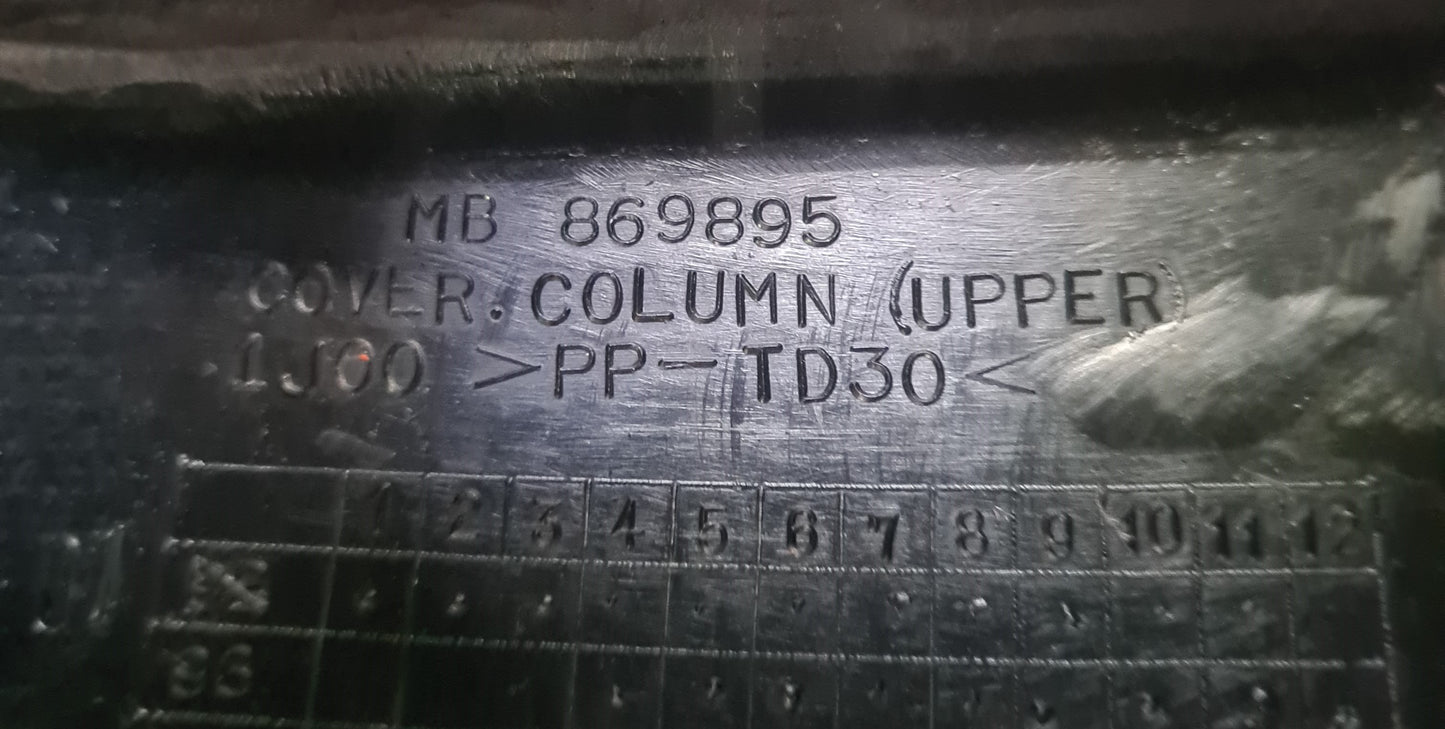 MB 869895
COVER. COLUMN (UPPER)
1J00 >PP-TD30<
1 2 3 4 5 6 7 8 9 10 11 12